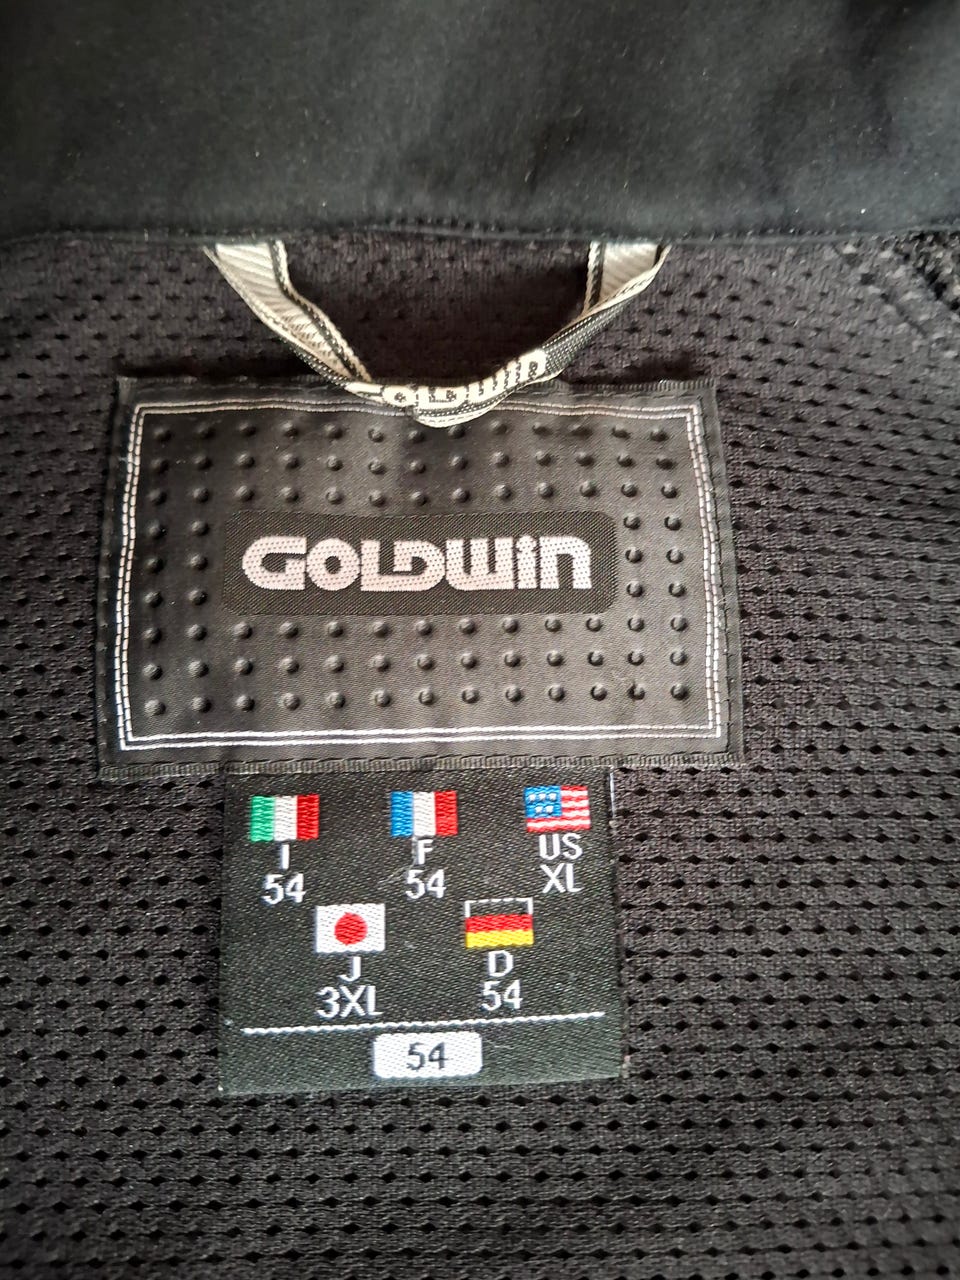 GOLDWIN
GOLDWIN
I F US
54 54 XL
J D
3XL 54
54